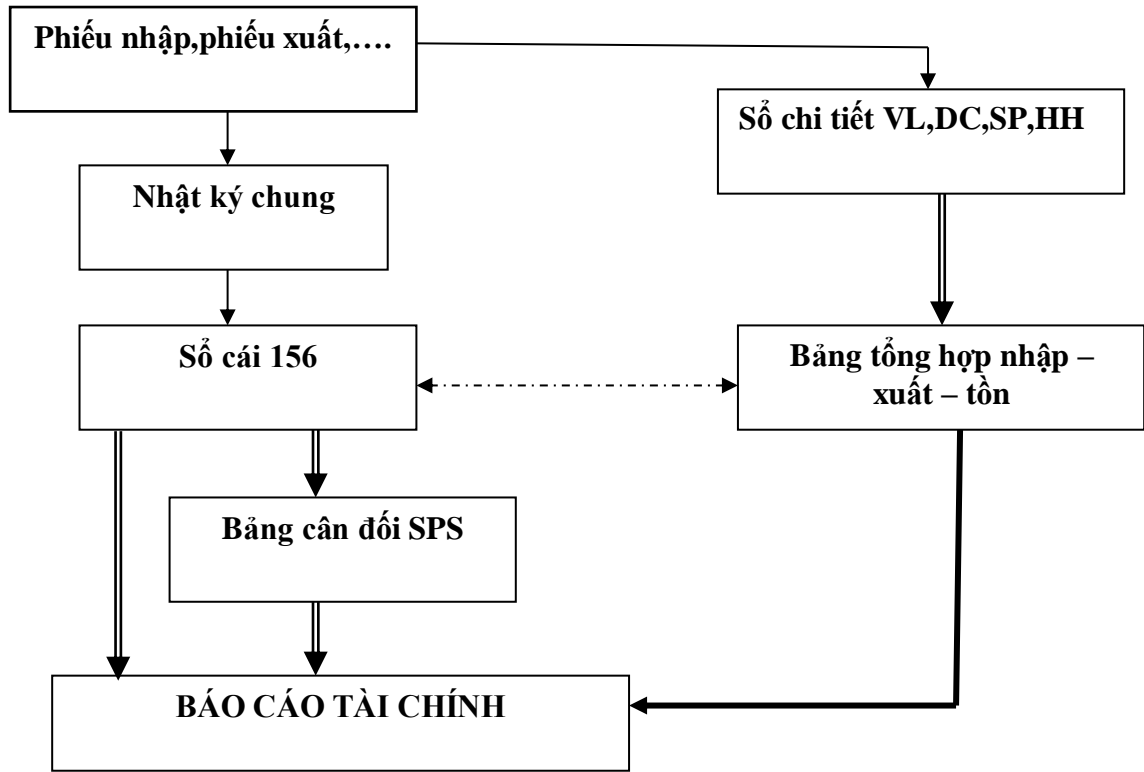 Phiếu nhập,phiếu xuất,….
Sổ chi tiết VL,DC,SP,HH
Nhật ký chung
Sổ cái 156
Bảng tổng hợp nhập –
xuất – tồn
Bảng cân đối SPS
BÁO CÁO TÀI CHÍNH